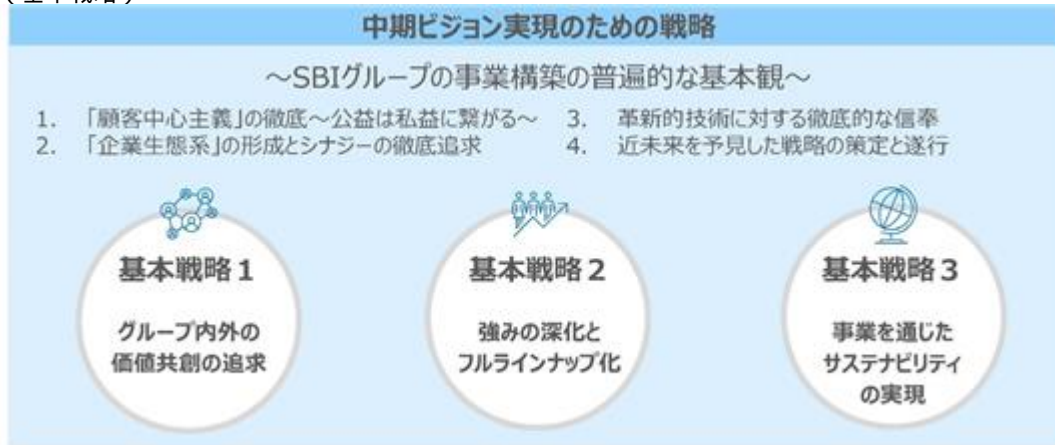 中期ビジョン実現のための戦略
～SBIグループの事業構築の普遍的な基本観～
1. 「顧客中心主義」の徹底～公益は私益に繋がる～
2. 「企業生態系」の形成とシナジーの徹底追求
3. 革新的技術に対する徹底的な信奉
4. 近未来を予見した戦略の策定と遂行
基本戦略１
グループ内外の
価値共創の追求
基本戦略２
強みの深化と
フルラインナップ化
基本戦略３
事業を通じた
サステナビリティ
の実現